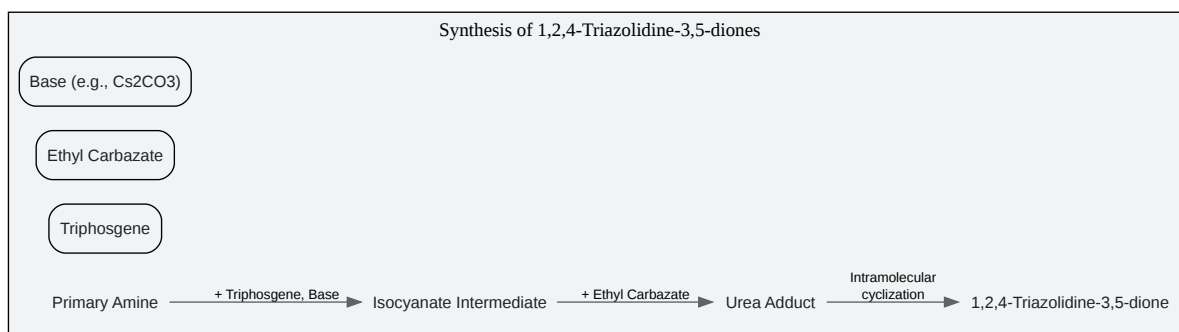 Synthesis of 1,2,4-Triazolidine-3,5-diones
Base (e.g., Cs2CO3)
Ethyl Carbazate
Triphosgene
Primary Amine
+ Triphosgene, Base
Isocyanate Intermediate
+ Ethyl Carbazate
Urea Adduct
Intramolecular
cyclization
1,2,4-Triazolidine-3,5-dione